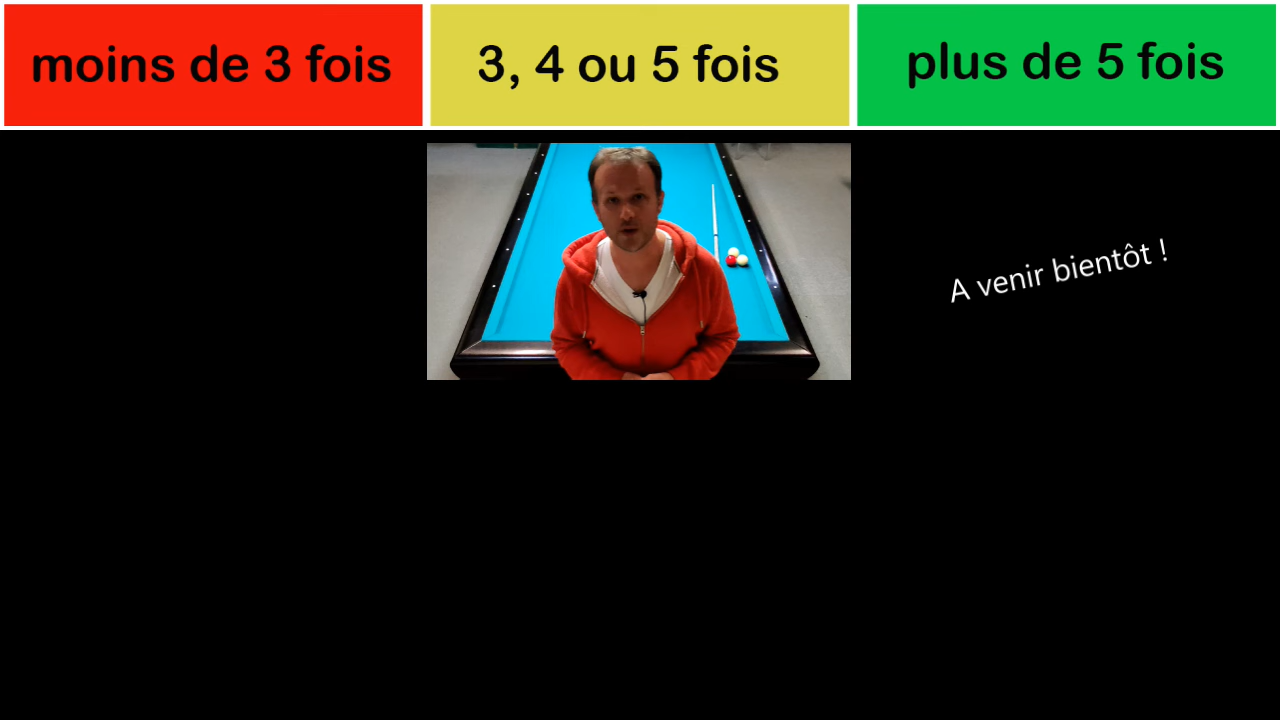 moins de 3 fois
3, 4 ou 5 fois
plus de 5 fois
A venir bientôt !